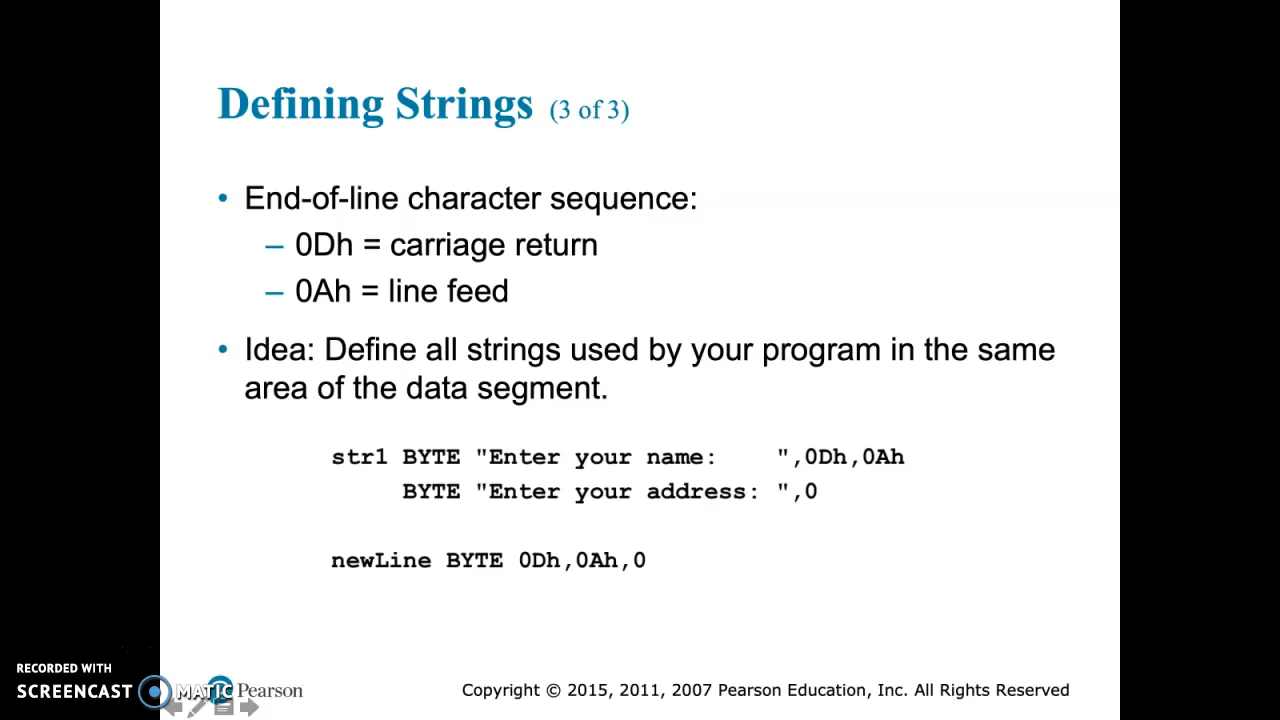 Defining Strings (3 of 3)
• End-of-line character sequence:
– 0Dh = carriage return
– 0Ah = line feed
• Idea: Define all strings used by your program in the same
area of the data segment.
str1 BYTE "Enter your name:    ",0Dh,0Ah
     BYTE "Enter your address: ",0
newLine BYTE 0Dh,0Ah,0
RECORDED WITH
SCREENCAST MATIC
Pearson
Copyright © 2015, 2011, 2007 Pearson Education, Inc. All Rights Reserved